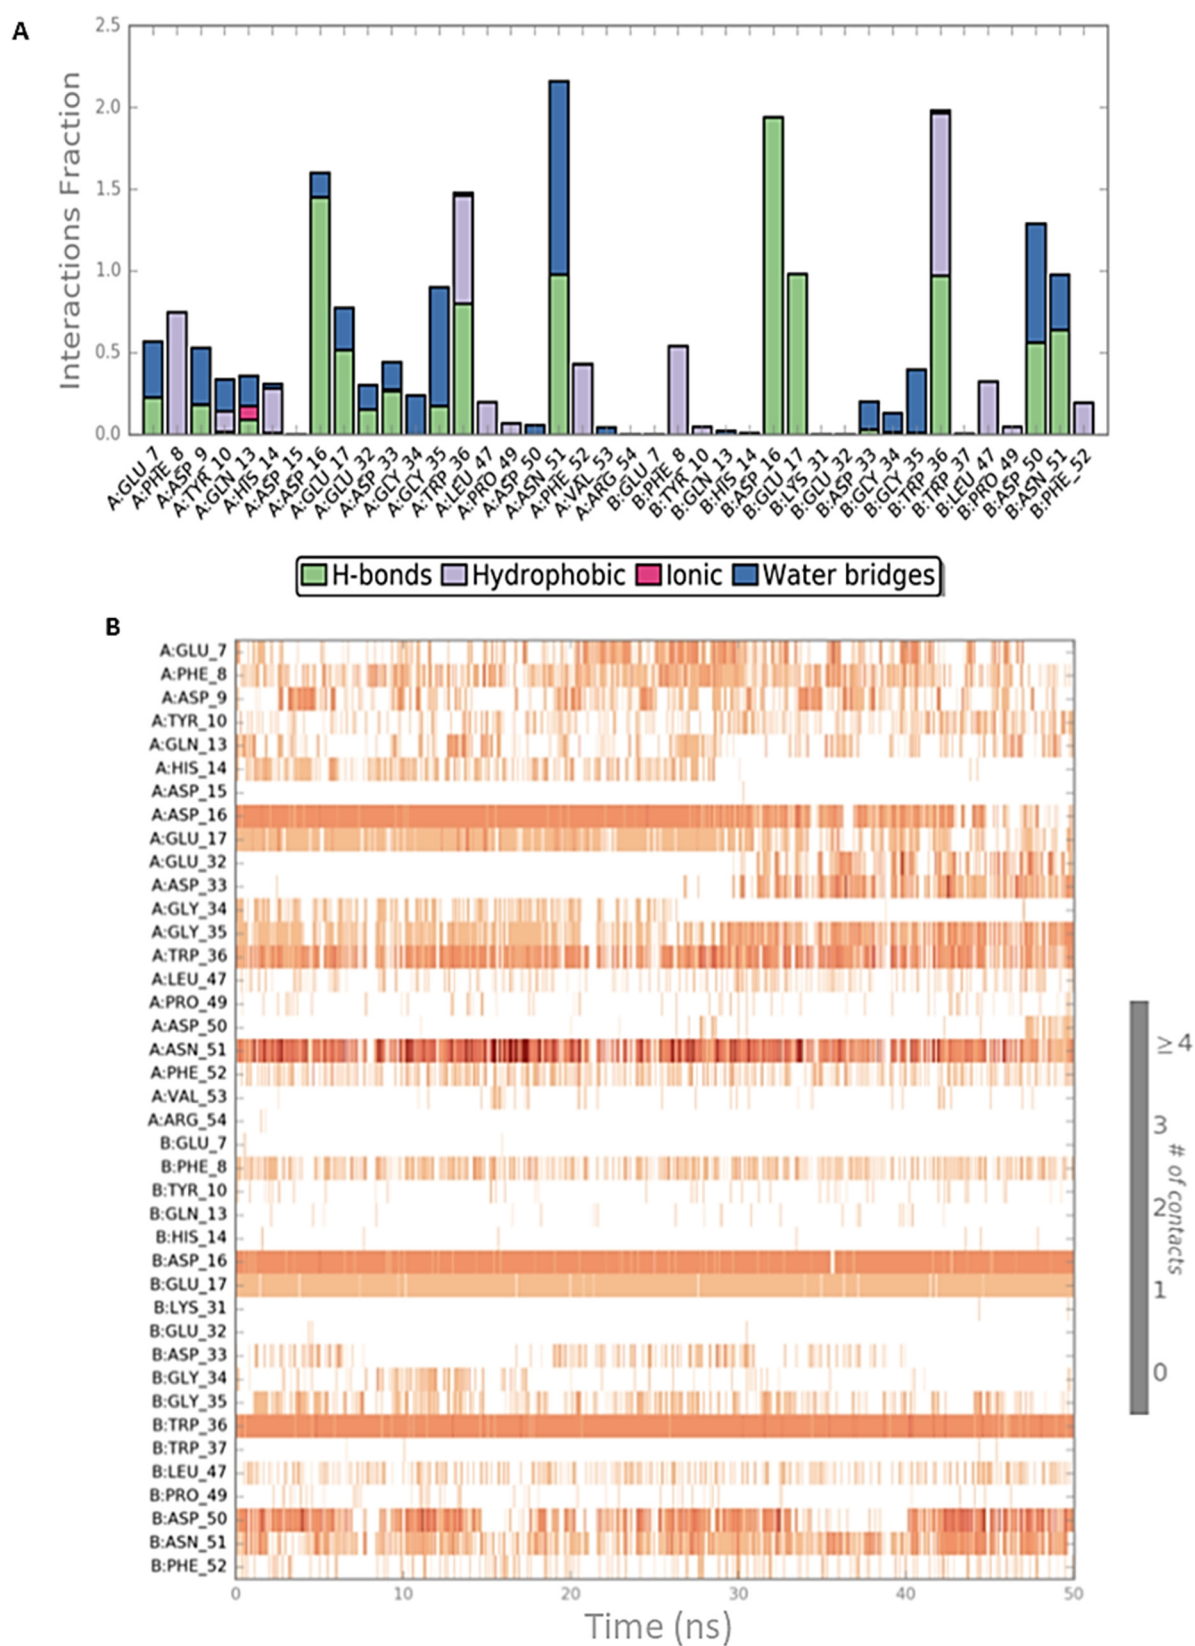 A
2.5
2.0
1.5
1.0
0.5
0.0
Interactions Fraction
A:GLU_7
A:PHE_8
A:ASP_9
A:TYR_10
A:GLN_13
A:HIS_14
A:ASP_15
A:ASP_16
A:GLU_17
A:GLU_32
A:ASP_33
A:GLY_34
A:GLY_35
A:TRP_36
A:LEU_47
A:PRO_49
A:ASP_50
A:ASN_51
A:PHE_52
A:VAL_53
A:ARG_54
B:GLU_7
B:PHE_8
B:TYR_10
B:GLN_13
B:HIS_14
B:ASP_16
B:GLU_17
B:LYS_31
B:GLU_32
B:ASP_33
B:GLY_34
B:GLY_35
B:TRP_36
B:TRP_37
B:LEU_47
B:PRO_49
B:ASP_50
B:ASN_51
B:PHE_52
H-bonds Hydrophobic Ionic Water bridges
B
A:GLU_7
A:PHE_8
A:ASP_9
A:TYR_10
A:GLN_13
A:HIS_14
A:ASP_15
A:ASP_16
A:GLU_17
A:GLU_32
A:ASP_33
A:GLY_34
A:GLY_35
A:TRP_36
A:LEU_47
A:PRO_49
A:ASP_50
A:ASN_51
A:PHE_52
A:VAL_53
A:ARG_54
B:GLU_7
B:PHE_8
B:TYR_10
B:GLN_13
B:HIS_14
B:ASP_16
B:GLU_17
B:LYS_31
B:GLU_32
B:ASP_33
B:GLY_34
B:GLY_35
B:TRP_36
B:TRP_37
B:LEU_47
B:PRO_49
B:ASP_50
B:ASN_51
B:PHE_52
0 10 20 30 40 50
Time (ns)
≥ 4
3
2
1
0
# of contacts